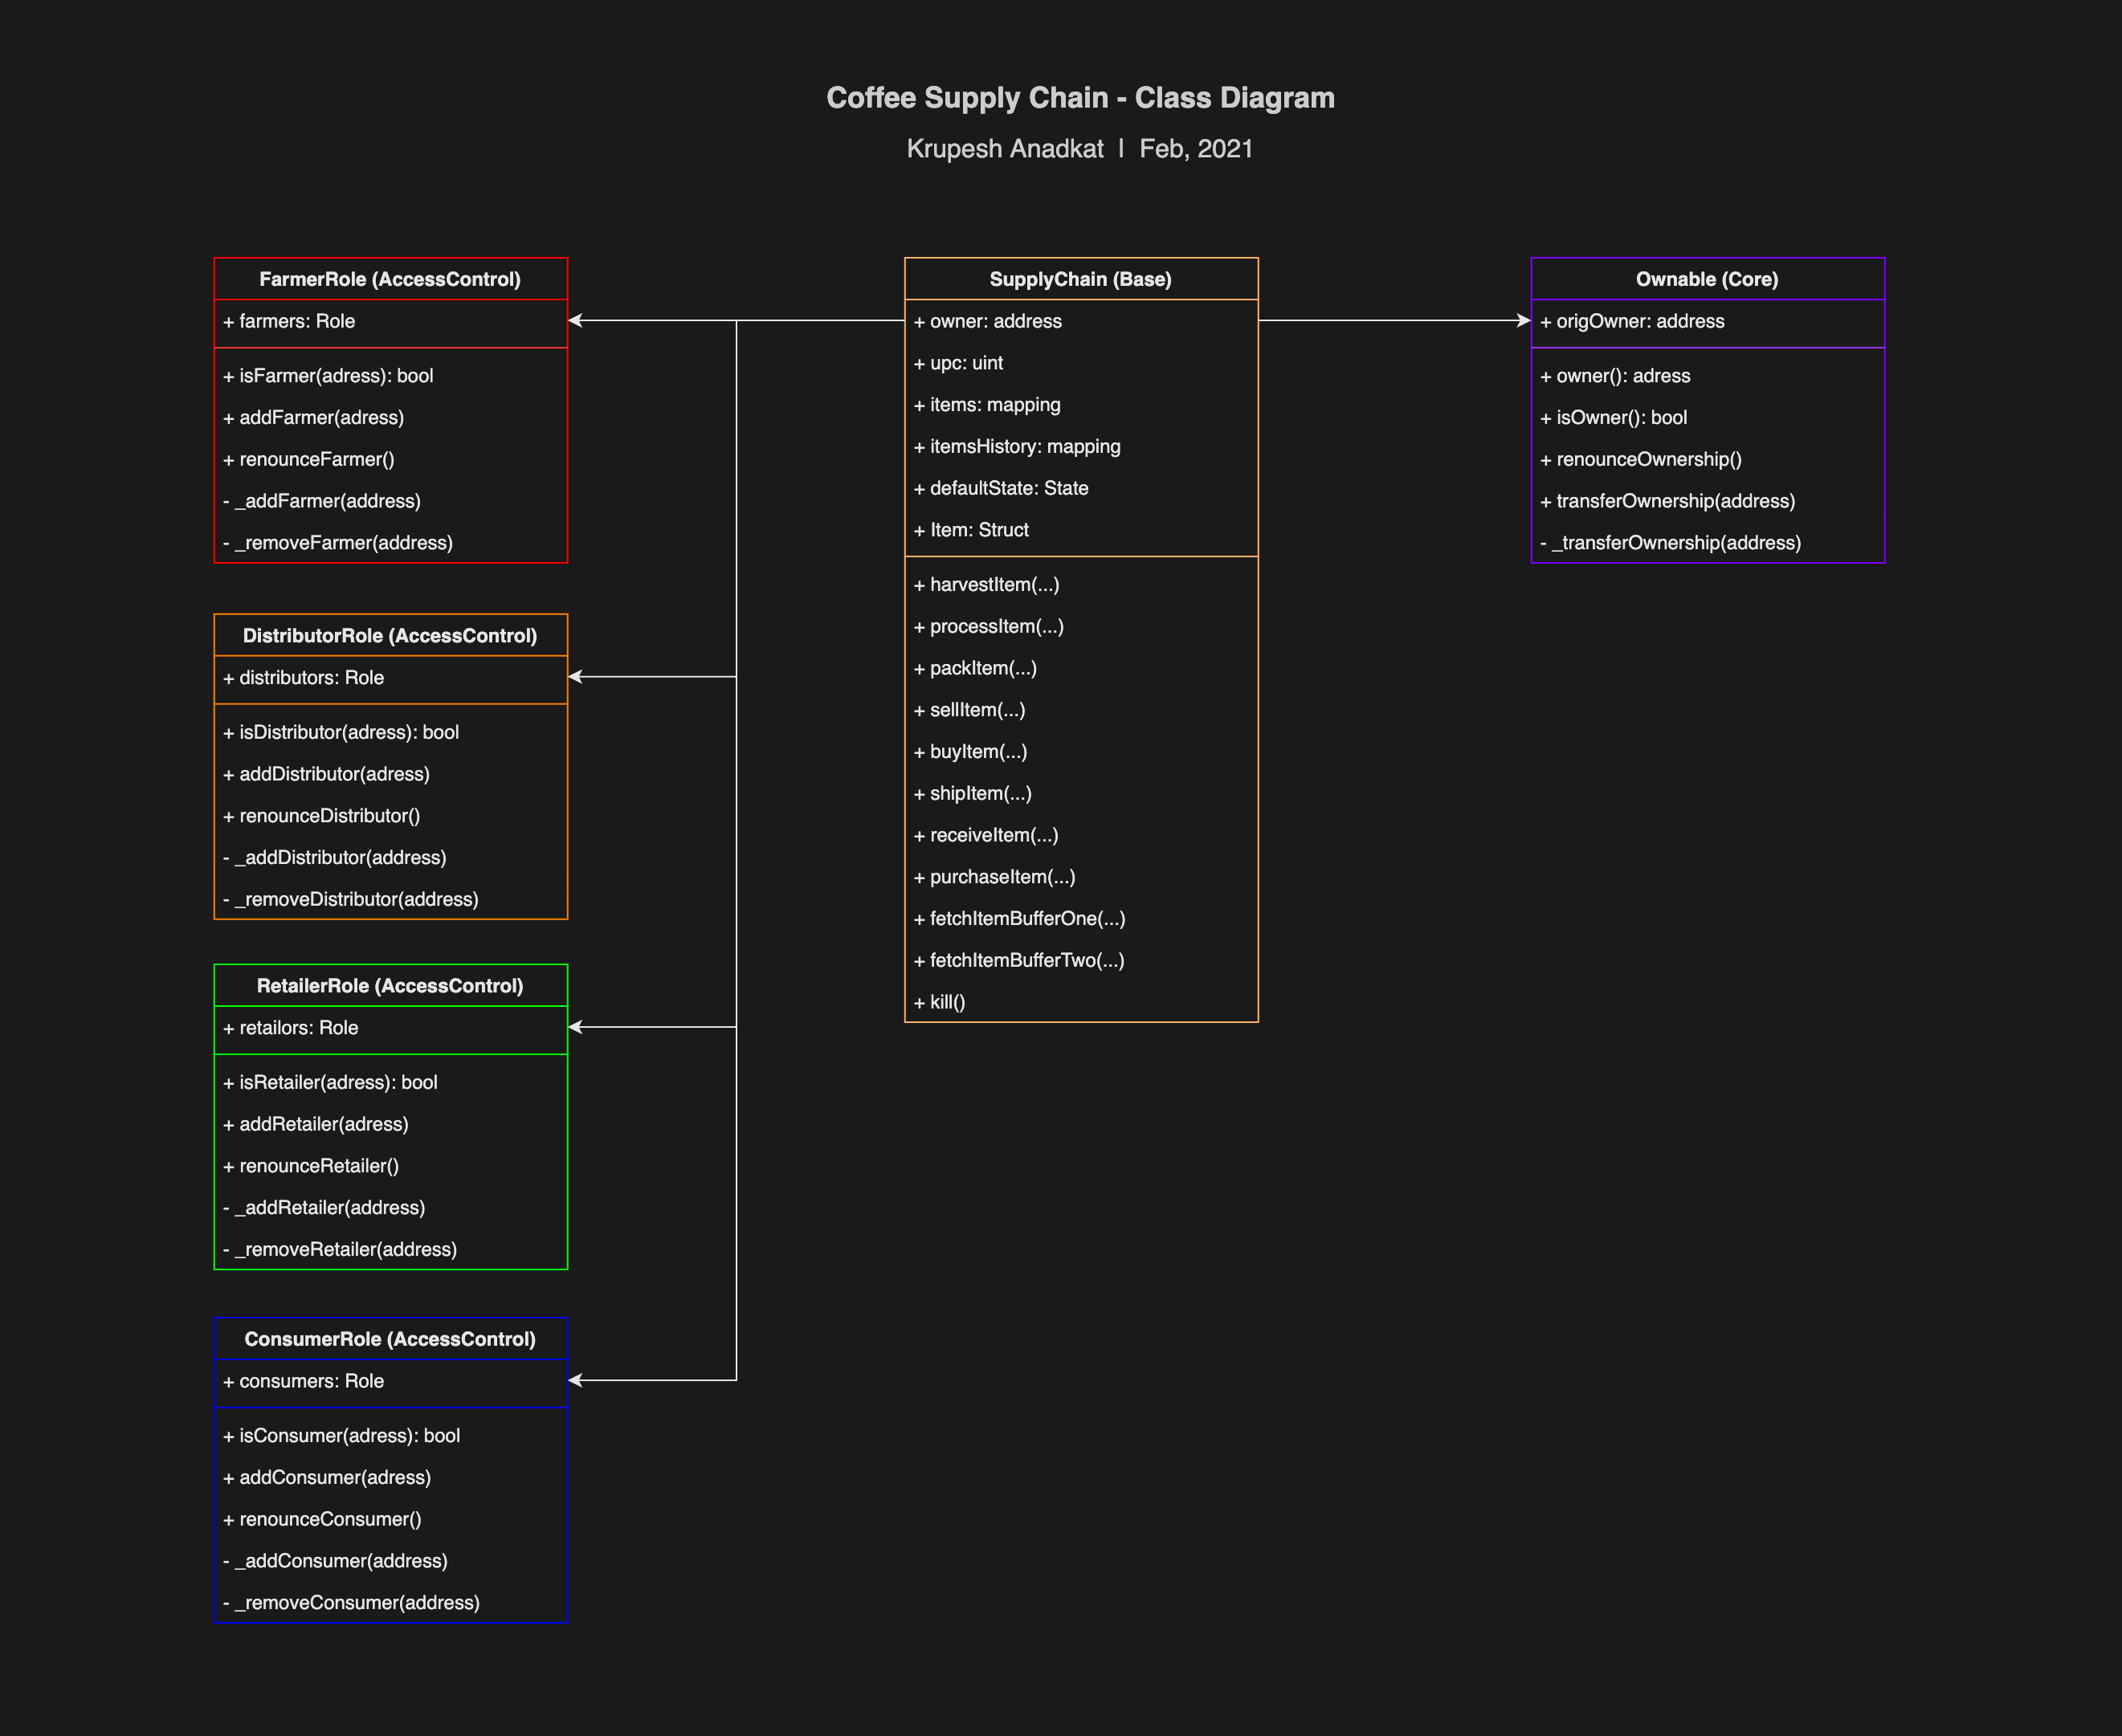 Coffee Supply Chain - Class Diagram
Krupesh Anadkat | Feb, 2021
FarmerRole (AccessControl)
+ farmers: Role
+ isFarmer(adress): bool
+ addFarmer(adress)
+ renounceFarmer()
- _addFarmer(address)
- _removeFarmer(address)
DistributorRole (AccessControl)
+ distributors: Role
+ isDistributor(adress): bool
+ addDistributor(adress)
+ renounceDistributor()
- _addDistributor(address)
- _removeDistributor(address)
RetailerRole (AccessControl)
+ retailors: Role
+ isRetailer(adress): bool
+ addRetailer(adress)
+ renounceRetailer()
- _addRetailer(address)
- _removeRetailer(address)
ConsumerRole (AccessControl)
+ consumers: Role
+ isConsumer(adress): bool
+ addConsumer(adress)
+ renounceConsumer()
- _addConsumer(address)
- _removeConsumer(address)
SupplyChain (Base)
+ owner: address
+ upc: uint
+ items: mapping
+ itemsHistory: mapping
+ defaultState: State
+ Item: Struct
+ harvestItem(...)
+ processItem(...)
+ packItem(...)
+ sellItem(...)
+ buyItem(...)
+ shipItem(...)
+ receiveItem(...)
+ purchaseItem(...)
+ fetchItemBufferOne(...)
+ fetchItemBufferTwo(...)
+ kill()
Ownable (Core)
+ origOwner: address
+ owner(): adress
+ isOwner(): bool
+ renounceOwnership()
+ transferOwnership(address)
- _transferOwnership(address)